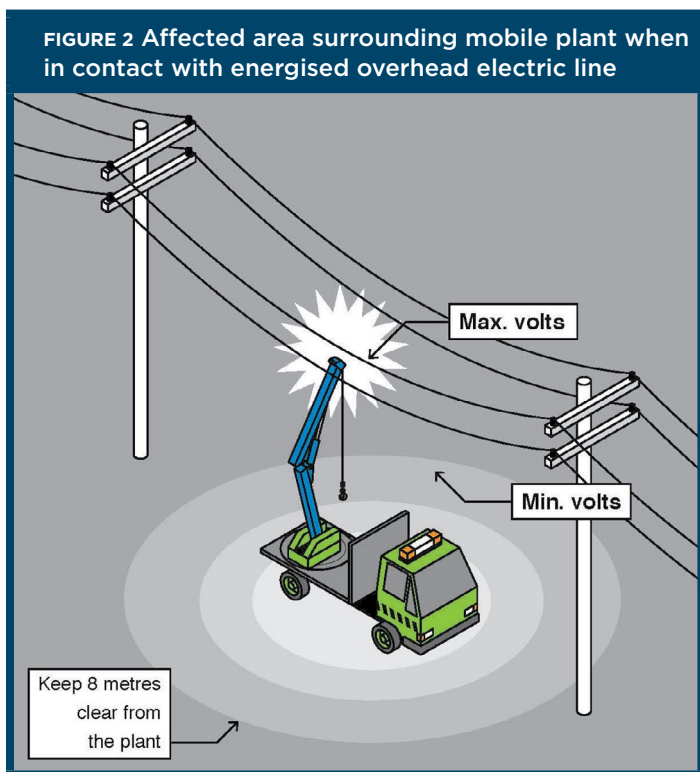 FIGURE 2 Affected area surrounding mobile plant when
in contact with energised overhead electric line
Max. volts
Min. volts
Keep 8 metres
clear from
the plant